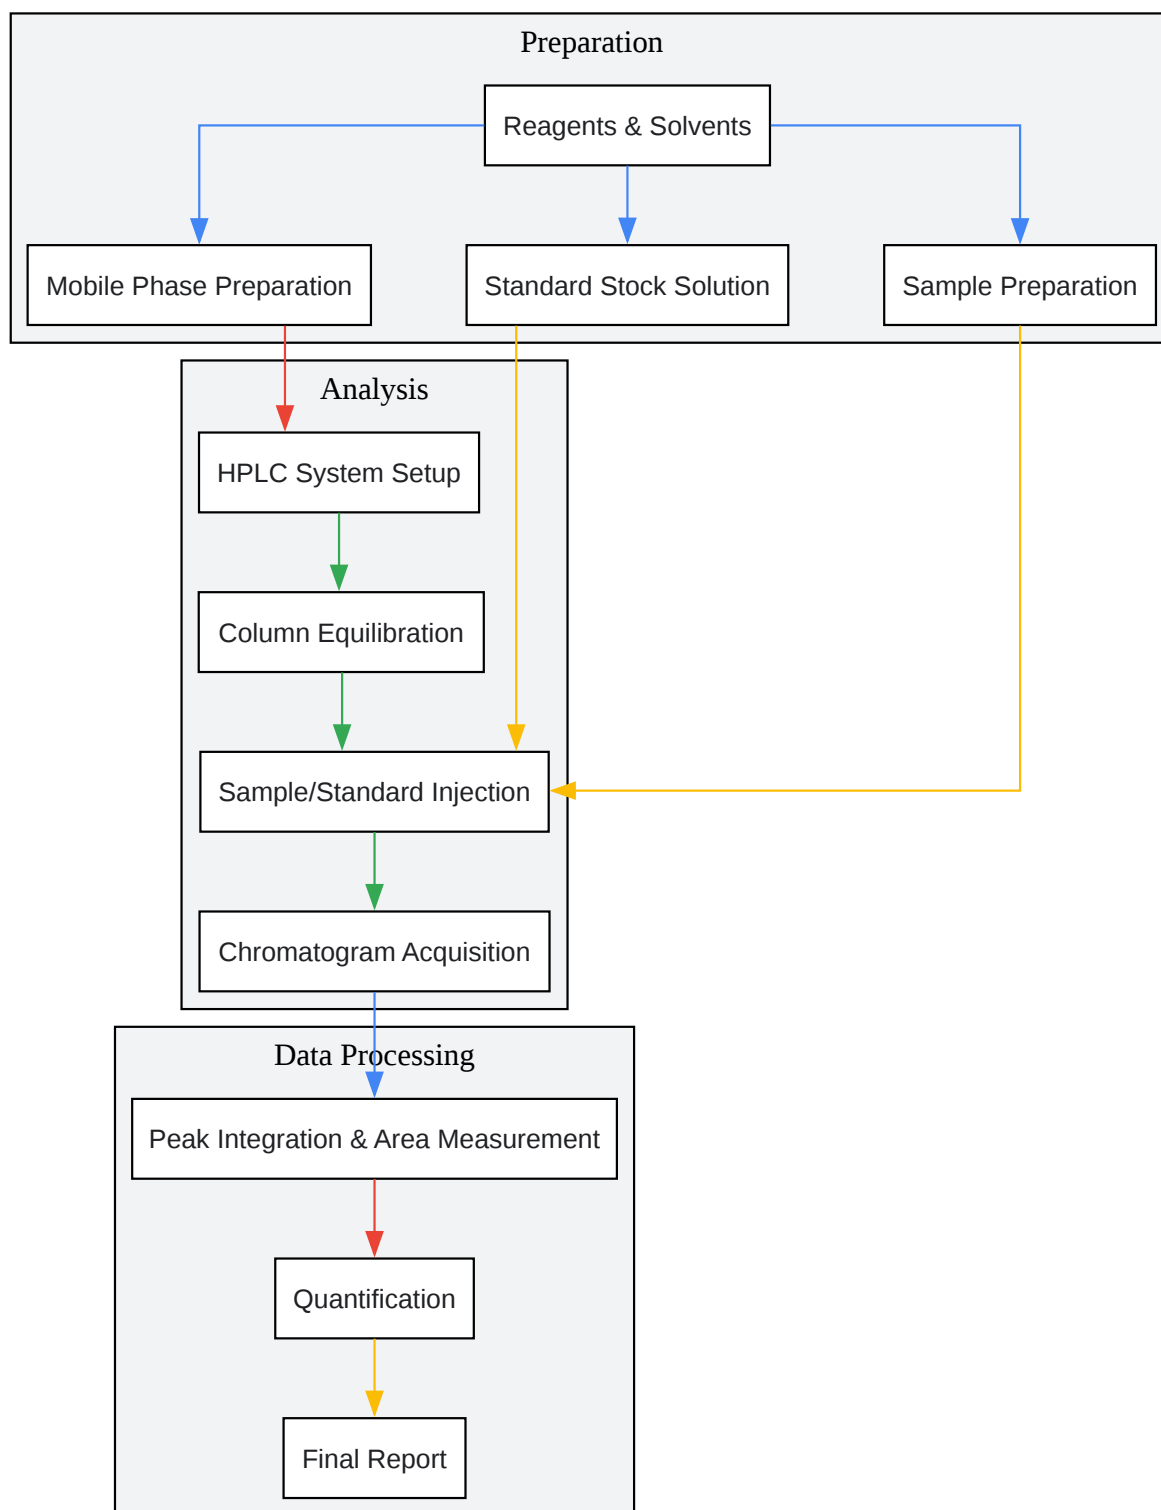 Preparation
Reagents & Solvents
Mobile Phase Preparation
Standard Stock Solution
Sample Preparation
Analysis
HPLC System Setup
Column Equilibration
Sample/Standard Injection
Chromatogram Acquisition
Data Processing
Peak Integration & Area Measurement
Quantification
Final Report